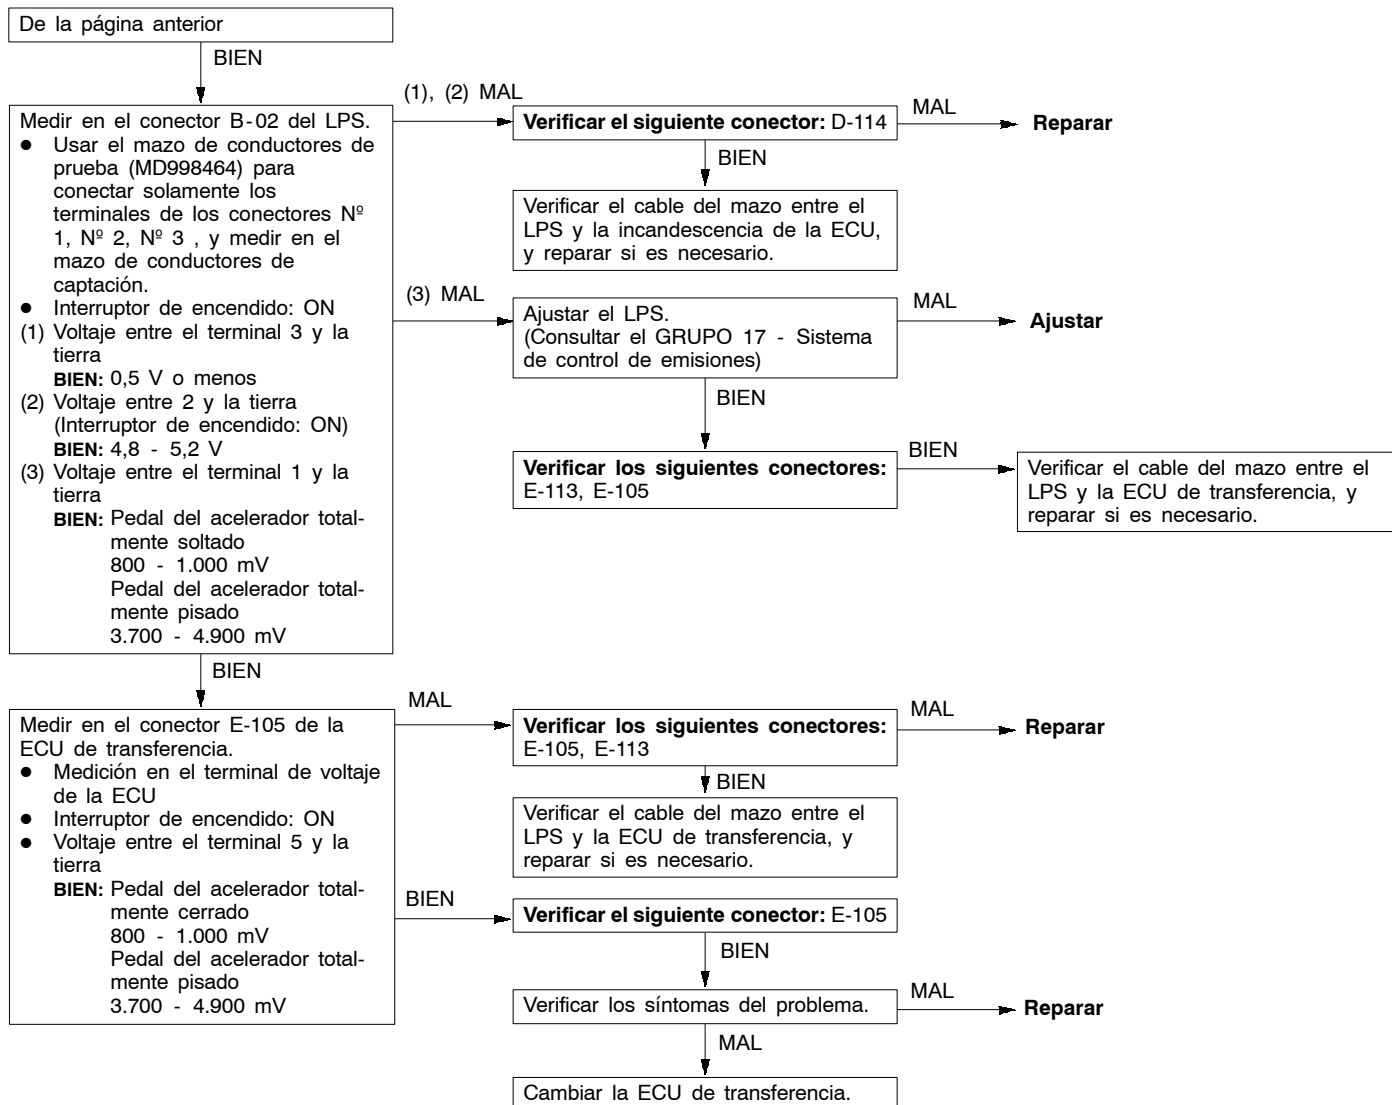 De la página anterior
BIEN
Medir en el conector B-02 del LPS.
● Usar el mazo de conductores de
prueba (MD998464) para
conectar solamente los
terminales de los conectores Nº
1, Nº 2, Nº 3 , y medir en el
mazo de conductores de
captación.
● Interruptor de encendido: ON
(1) Voltaje entre el terminal 3 y la
tierra
BIEN: 0,5 V o menos
(2) Voltaje entre 2 y la tierra
(Interruptor de encendido: ON)
BIEN: 4,8 - 5,2 V
(3) Voltaje entre el terminal 1 y la
tierra
BIEN: Pedal del acelerador total-
mente soltado
800 - 1.000 mV
Pedal del acelerador total-
mente pisado
3.700 - 4.900 mV
(1), (2) MAL
Verificar el siguiente conector: D-114
MAL
Reparar
BIEN
Verificar el cable del mazo entre el
LPS y la incandescencia de la ECU,
y reparar si es necesario.
(3) MAL
Ajustar el LPS.
(Consultar el GRUPO 17 - Sistema
de control de emisiones)
MAL
Ajustar
BIEN
Verificar los siguientes conectores:
E-113, E-105
BIEN
Verificar el cable del mazo entre el
LPS y la ECU de transferencia, y
reparar si es necesario.
BIEN
Medir en el conector E-105 de la
ECU de transferencia.
● Medición en el terminal de voltaje
de la ECU
● Interruptor de encendido: ON
● Voltaje entre el terminal 5 y la
tierra
BIEN: Pedal del acelerador total-
mente cerrado
800 - 1.000 mV
Pedal del acelerador total-
mente pisado
3.700 - 4.900 mV
MAL
Verificar los siguientes conectores:
E-105, E-113
MAL
Reparar
BIEN
Verificar el cable del mazo entre el
LPS y la ECU de transferencia, y
reparar si es necesario.
BIEN
Verificar el siguiente conector: E-105
BIEN
Verificar los síntomas del problema.
MAL
Reparar
MAL
Cambiar la ECU de transferencia.